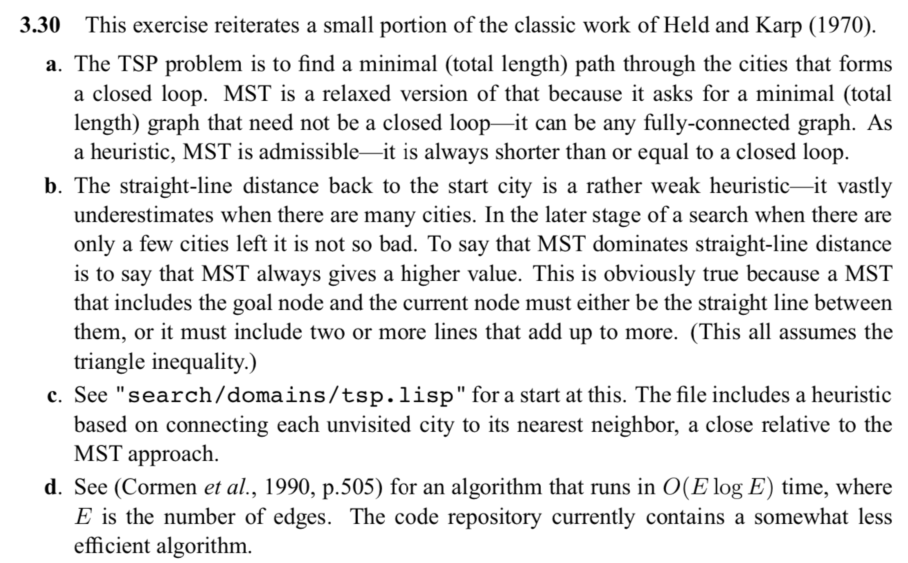 3.30 This exercise reiterates a small portion of the classic work of Held and Karp (1970).
a. The TSP problem is to find a minimal (total length) path through the cities that forms
a closed loop. MST is a relaxed version of that because it asks for a minimal (total
length) graph that need not be a closed loop—it can be any fully-connected graph. As
a heuristic, MST is admissible—it is always shorter than or equal to a closed loop.
b. The straight-line distance back to the start city is a rather weak heuristic—it vastly
underestimates when there are many cities. In the later stage of a search when there are
only a few cities left it is not so bad. To say that MST dominates straight-line distance
is to say that MST always gives a higher value. This is obviously true because a MST
that includes the goal node and the current node must either be the straight line between
them, or it must include two or more lines that add up to more. (This all assumes the
triangle inequality.)
c. See "search/domains/tsp.lisp" for a start at this. The file includes a heuristic
based on connecting each unvisited city to its nearest neighbor, a close relative to the
MST approach.
d. See (Cormen et al., 1990, p.505) for an algorithm that runs in O(E log E) time, where
E is the number of edges. The code repository currently contains a somewhat less
efficient algorithm.